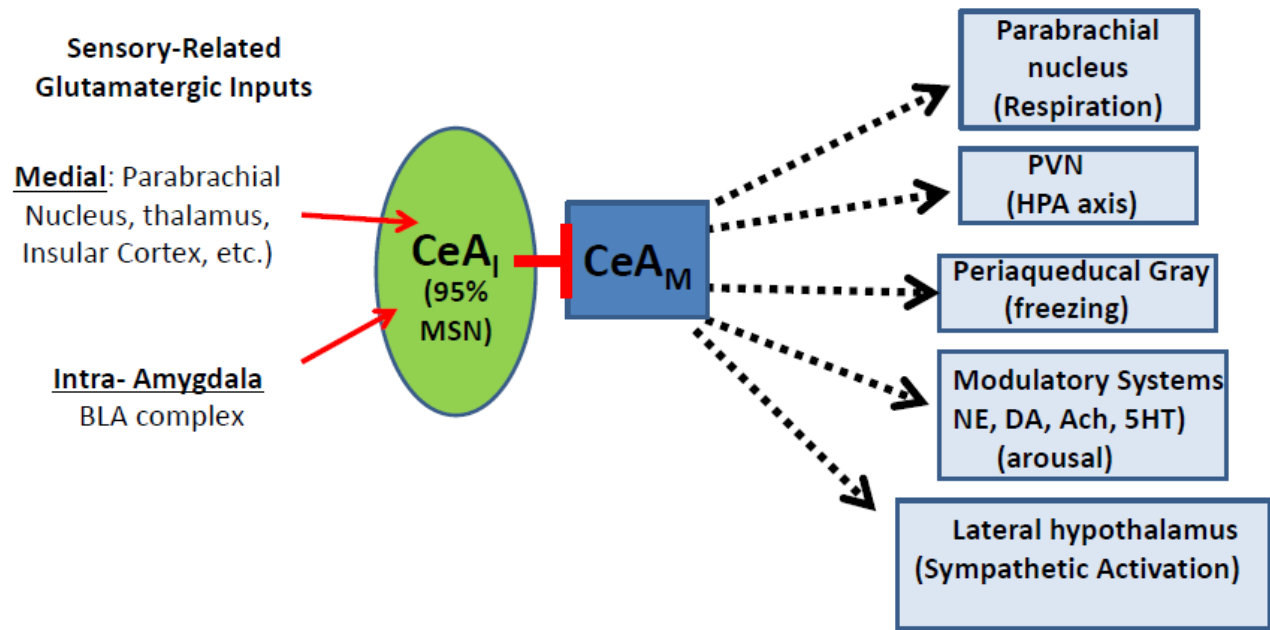 Sensory-Related
Glutamatergic Inputs
Medial: Parabrachial
Nucleus, thalamus,
Insular Cortex, etc.)
Intra- Amygdala
BLA complex
CeAl
(95%
MSN)
CeAM
Parabrachial
nucleus
(Respiration)
PVN
(HPA axis)
Periaqueducal Gray
(freezing)
Modulatory Systems
NE, DA, Ach, 5HT)
(arousal)
Lateral hypothalamus
(Sympathetic Activation)